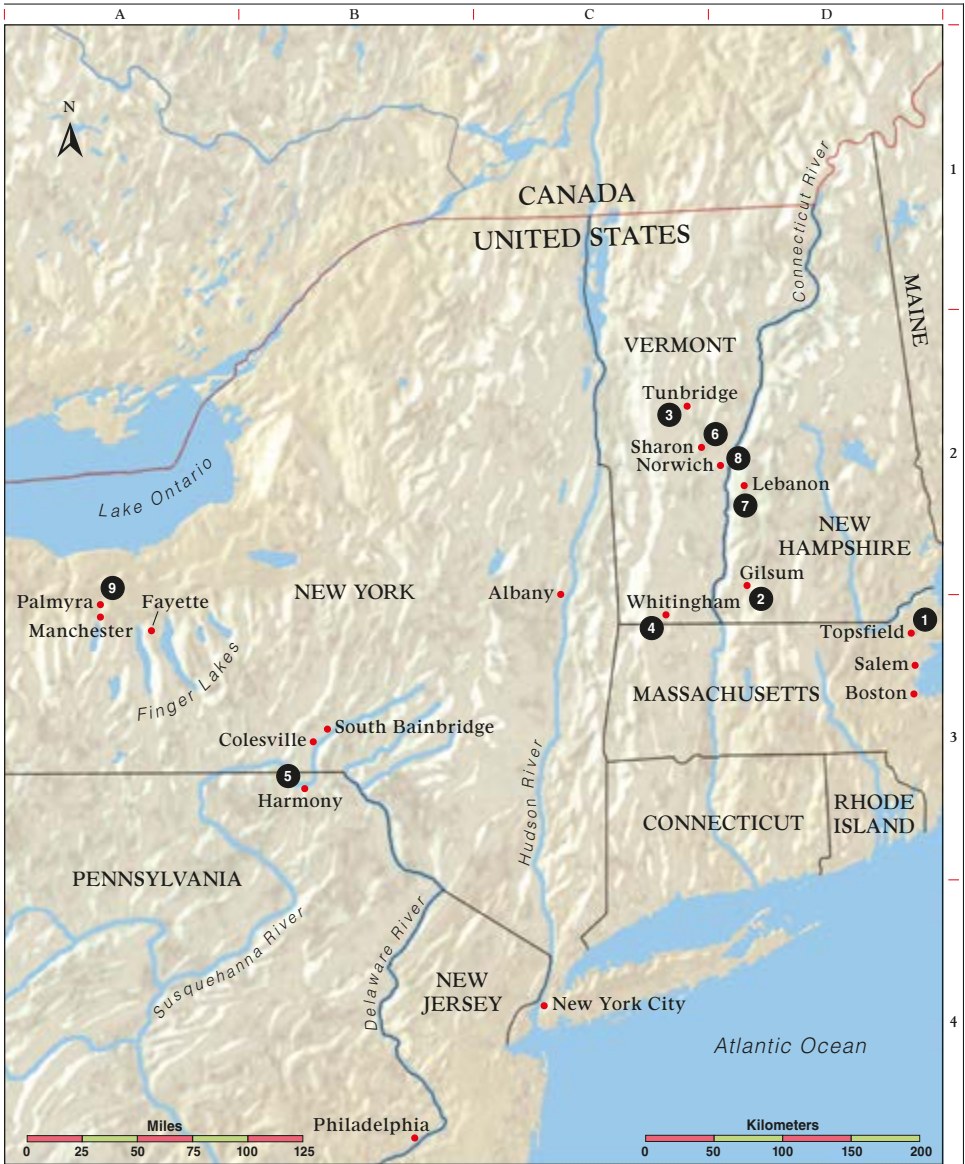 A B C D
N
1
Connecticut River
CANADA
UNITED STATES
MAINE
VERMONT
Tunbridge
3
6
Sharon
2
8
Norwich
Lake Ontario
Lebanon
7
NEW
HAMPSHIRE
9
Gilsum
NEW YORK
Albany
Palmyra
Fayette
Whitingham
2
Manchester
4
1
Topsfield
Salem
Finger Lakes
MASSACHUSETTS
Boston
South Bainbridge
Colesville
3
5
Harmony
Hudson River
RHODE
ISLAND
CONNECTICUT
PENNSYLVANIA
Susquehanna River
Delaware River
NEW
JERSEY
New York City
4
Atlantic Ocean
Philadelphia
Miles
0 25 50 75 100 125
Kilometers
0 50 100 150 200